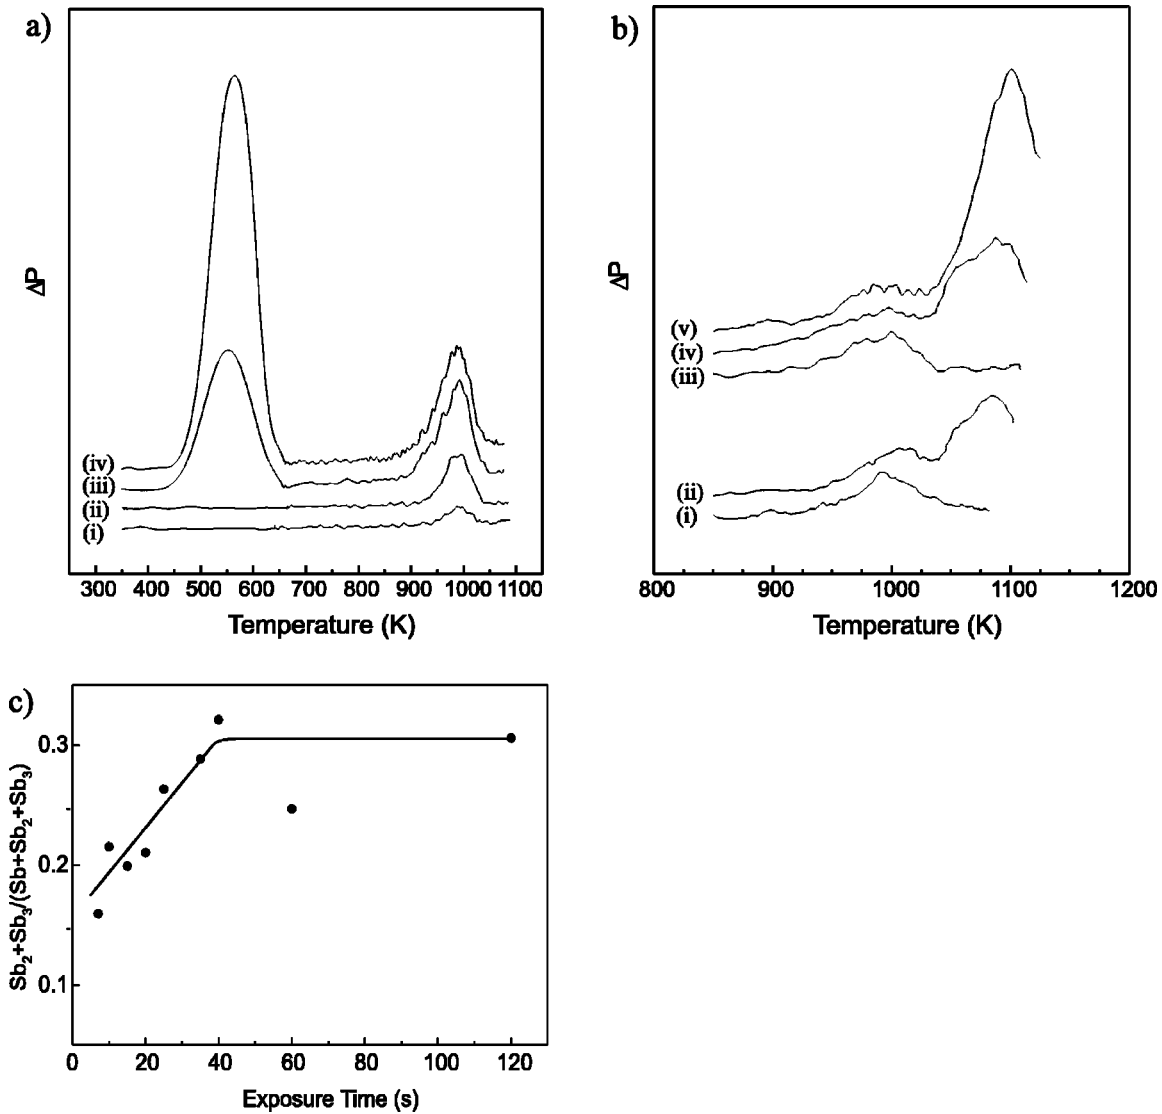 a)
ΔP
(iv)
(iii)
(ii)
(i)
300 400 500 600 700 800 900 1000 1100
Temperature (K)
b)
ΔP
(v)
(iv)
(iii)
(ii)
(i)
800 900 1000 1100 1200
Temperature (K)
c)
Sb₂+Sb₃/(Sb+Sb₂+Sb₃)
0.3
0.2
0.1
0 20 40 60 80 100 120
Exposure Time (s)